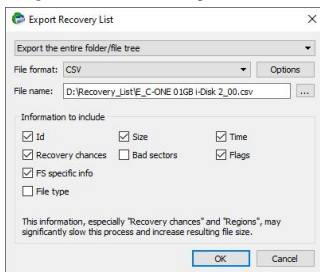 Export Recovery List
Export the entire folder/file tree
File format: CSV Options
File name: D:\Recovery_List\E_C-ONE 01GB i-Disk 2_00.csv ...
Information to include
Id Size Time
Recovery chances Bad sectors Flags
FS specific info
File type
This information, especially "Recovery chances" and "Regions", may
significantly slow this process and increase resulting file size.
OK Cancel